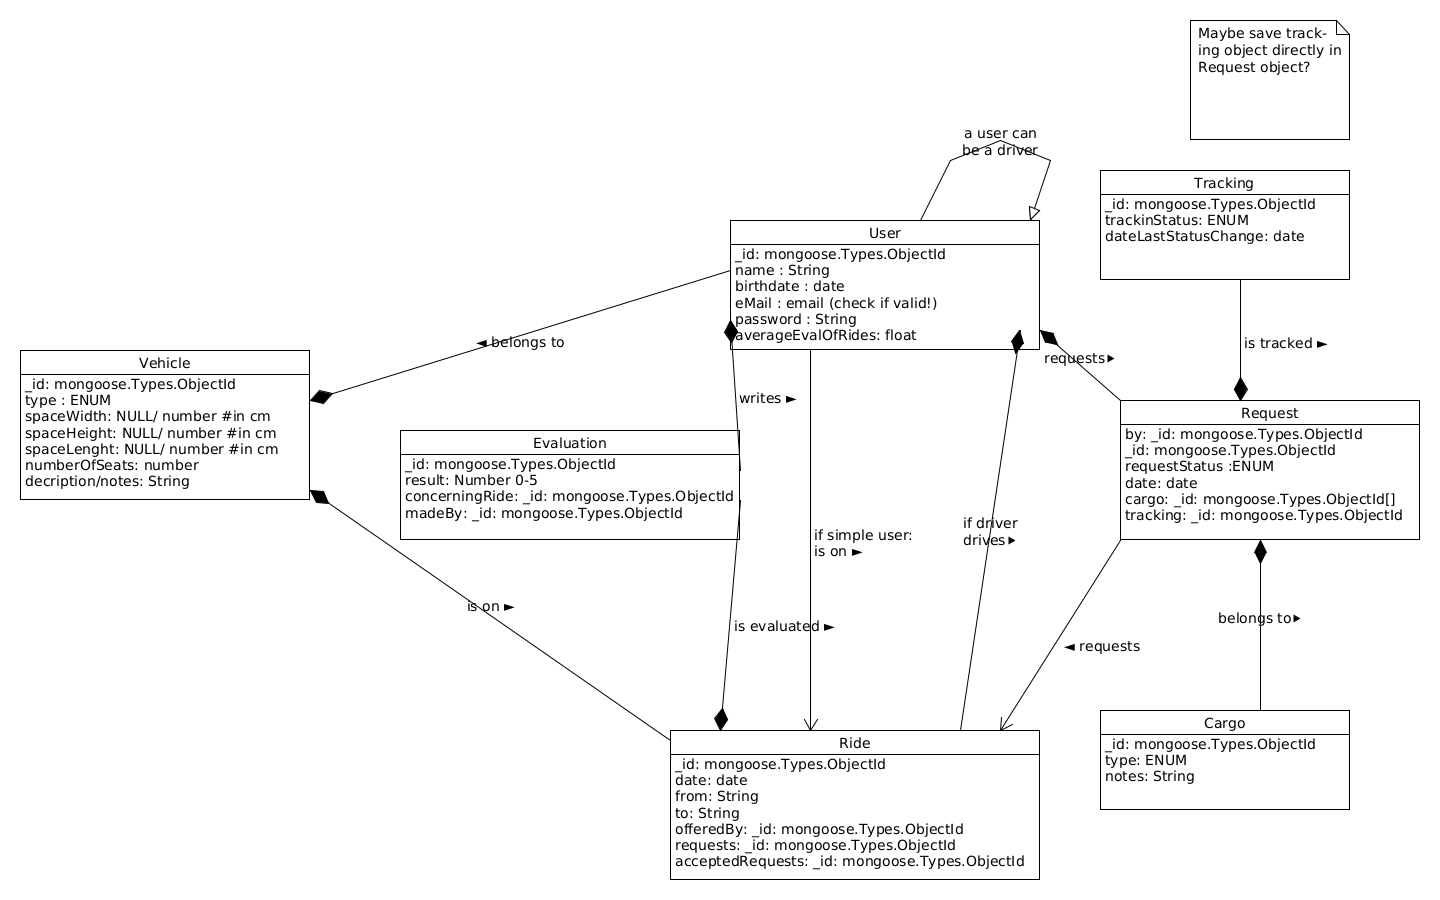 Maybe save track-
ing object directly in
Request object?
a user can
be a driver
Tracking
_id: mongoose.Types.ObjectId
trackinStatus: ENUM
dateLastStatusChange: date
User
_id: mongoose.Types.ObjectId
name : String
birthdate : date
eMail : email (check if valid!)
password : String
averageEvalOfRides: float
◄ belongs to
requests►
is tracked ►
Vehicle
_id: mongoose.Types.ObjectId
type : ENUM
spaceWidth: NULL/ number #in cm
spaceHeight: NULL/ number #in cm
spaceLenght: NULL/ number #in cm
numberOfSeats: number
decription/notes: String
writes ►
Evaluation
_id: mongoose.Types.ObjectId
result: Number 0-5
concerningRide: _id: mongoose.Types.ObjectId
madeBy: _id: mongoose.Types.ObjectId
Request
by: _id: mongoose.Types.ObjectId
_id: mongoose.Types.ObjectId
requestStatus :ENUM
date: date
cargo: _id: mongoose.Types.ObjectId[]
tracking: _id: mongoose.Types.ObjectId
if simple user:
is on ►
if driver
drives►
is on ►
is evaluated ►
◄ requests
belongs to►
Ride
_id: mongoose.Types.ObjectId
date: date
from: String
to: String
offeredBy: _id: mongoose.Types.ObjectId
requests: _id: mongoose.Types.ObjectId
acceptedRequests: _id: mongoose.Types.ObjectId
Cargo
_id: mongoose.Types.ObjectId
type: ENUM
notes: String